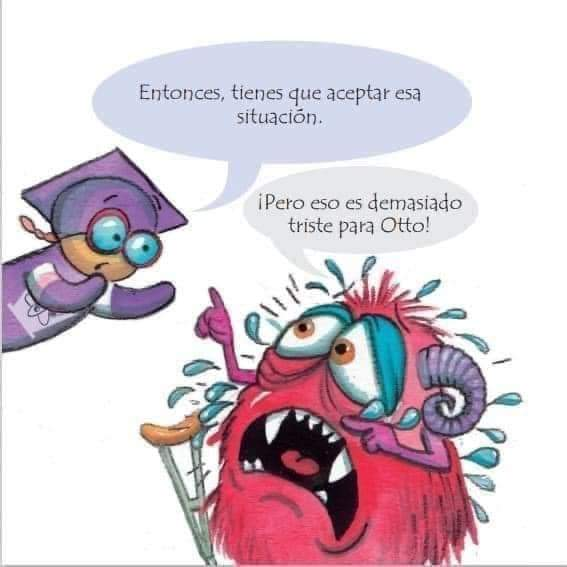 Entonces, tienes que aceptar esa
situación.
¡Pero eso es demasiado
triste para Otto!